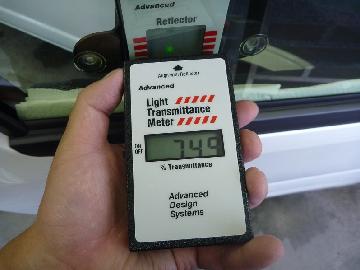 Advanced
Reflector
Advanced
Light
Transmittance
Meter
ON
OFF
74.9
% Transmittance
Advanced
Design
Systems